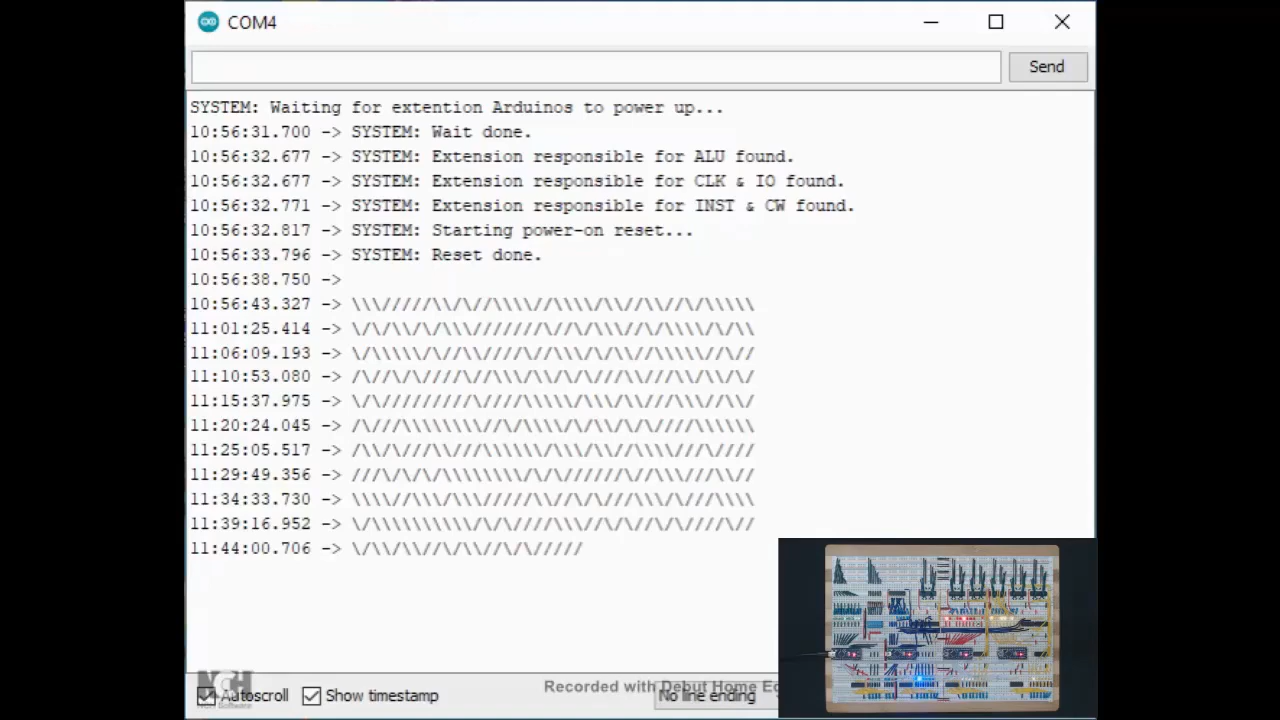 COM4
Send
SYSTEM: Waiting for extention Arduinos to power up...
10:56:31.700 -> SYSTEM: Wait done.
10:56:32.677 -> SYSTEM: Extension responsible for ALU found.
10:56:32.677 -> SYSTEM: Extension responsible for CLK & IO found.
10:56:32.771 -> SYSTEM: Extension responsible for INST & CW found.
10:56:32.817 -> SYSTEM: Starting power-on reset...
10:56:33.796 -> SYSTEM: Reset done.
10:56:38.750 ->
10:56:43.327 ->
11:01:25.414 ->
11:06:09.193 ->
11:10:53.080 ->
11:15:37.975 ->
11:20:24.045 ->
11:25:05.517 ->
11:29:49.356 ->
11:34:33.730 ->
11:39:16.952 ->
11:44:00.706 -> \/\\/\\//\/\\//\/\/////
NCH
Autoscroll
Show timestamp
Recorded with Debut Home
No line ending